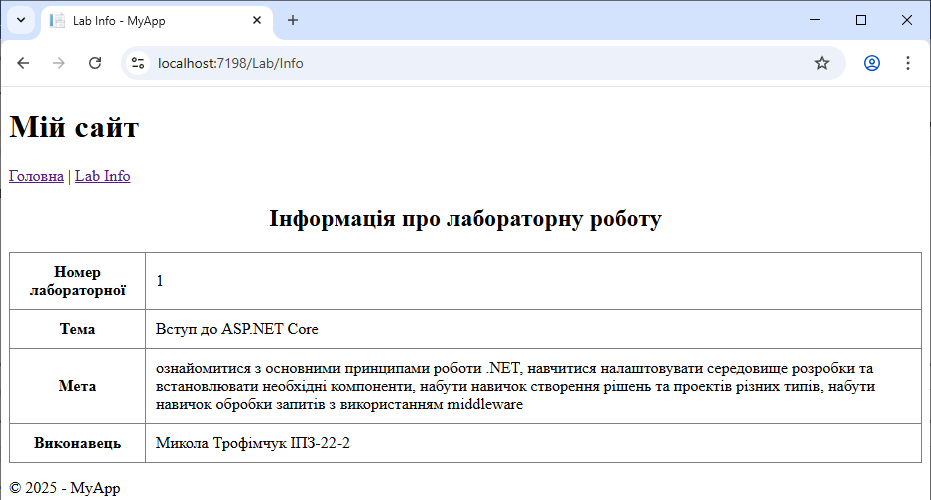 Lab Info - MyApp
localhost:7198/Lab/Info
Мій сайт
Головна | Lab Info
Інформація про лабораторну роботу
Номер
лабораторної
1
Тема
Вступ до ASP.NET Core
Мета
ознайомитися з основними принципами роботи .NET, навчитися налаштовувати середовище розробки та
встановлювати необхідні компоненти, набути навичок створення рішень та проектів різних типів, набути
навичок обробки запитів з використанням middleware
Виконавець
Микола Трофімчук ІПЗ-22-2
© 2025 - MyApp